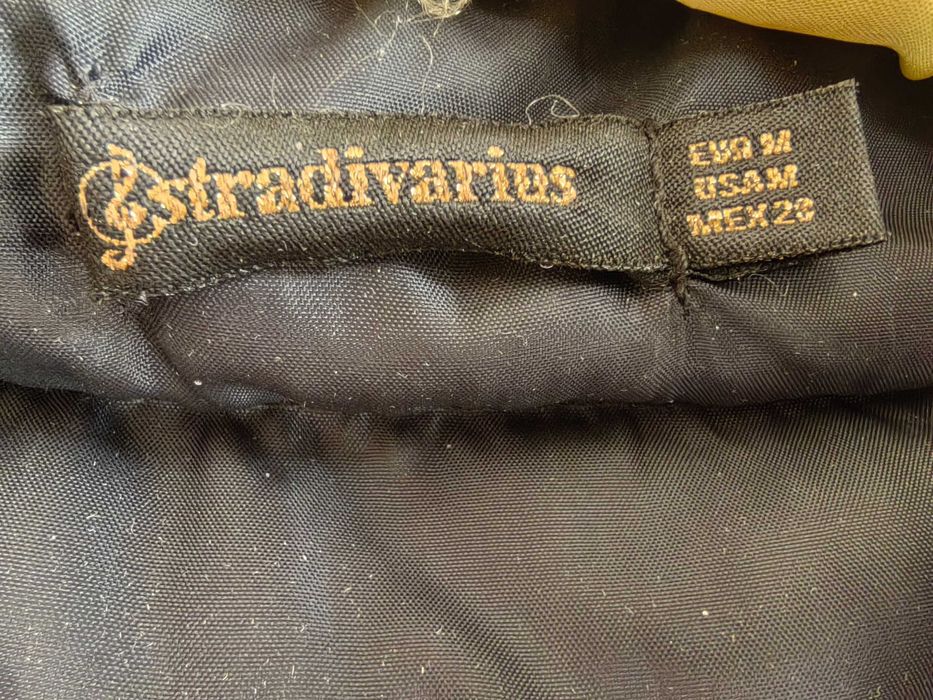 stradivarius
EUR M
USA M
MEX 28